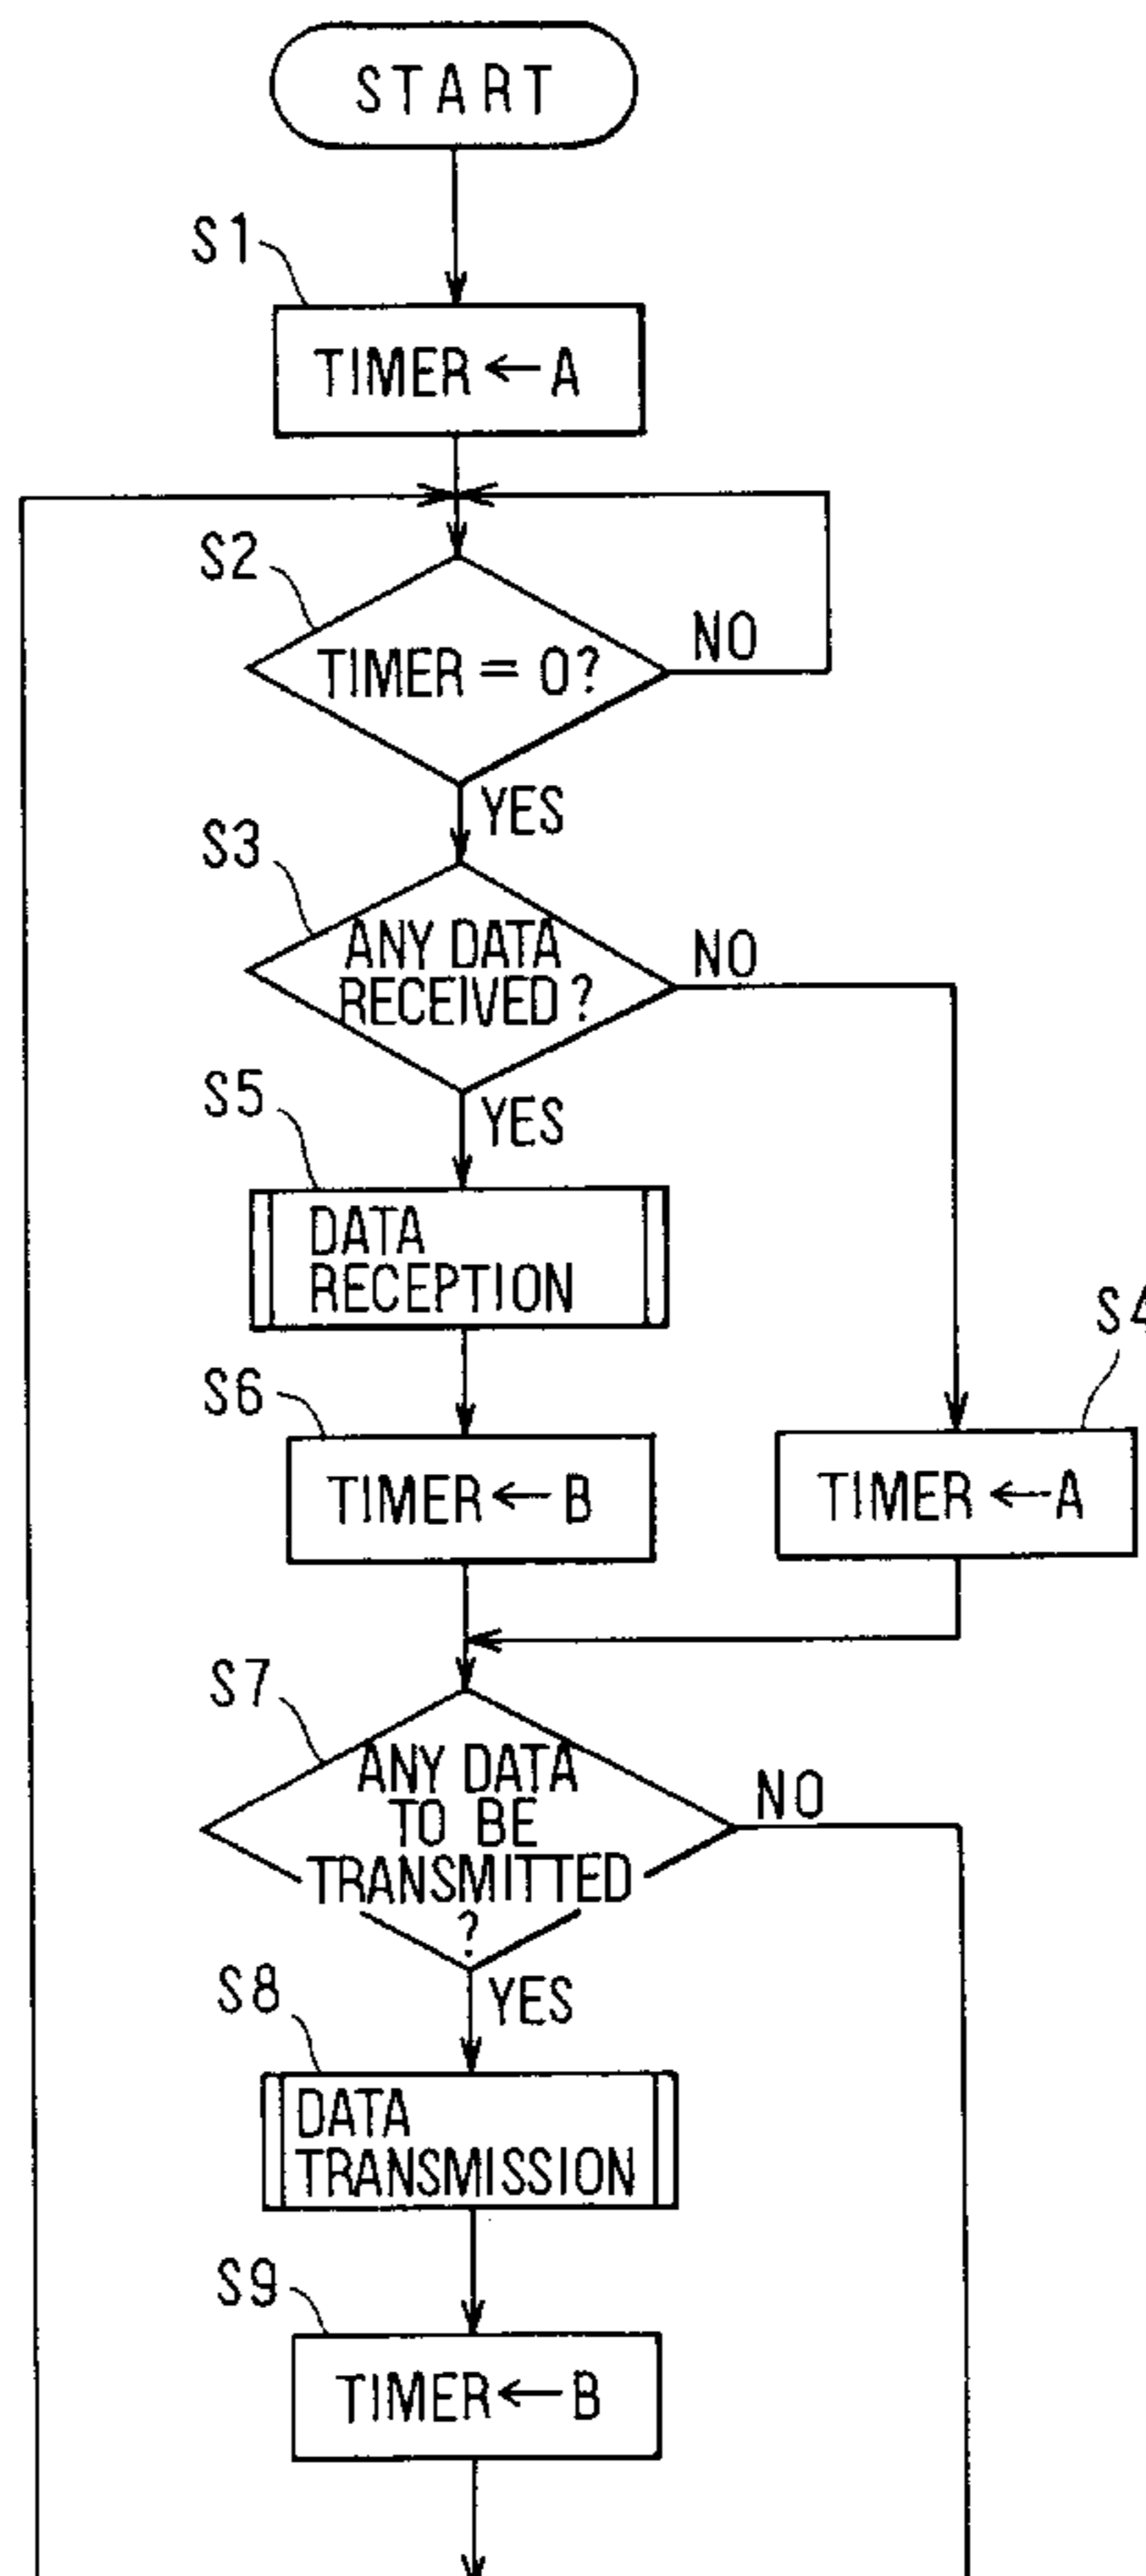 START
S1
TIMER ← A
S2
TIMER = 0?
NO
YES
S3
ANY DATA
RECEIVED?
NO
YES
S5
DATA
RECEPTION
S4
S6
TIMER ← B
TIMER ← A
S7
ANY DATA
TO BE
TRANSMITTED
?
NO
YES
S8
DATA
TRANSMISSION
S9
TIMER ← B